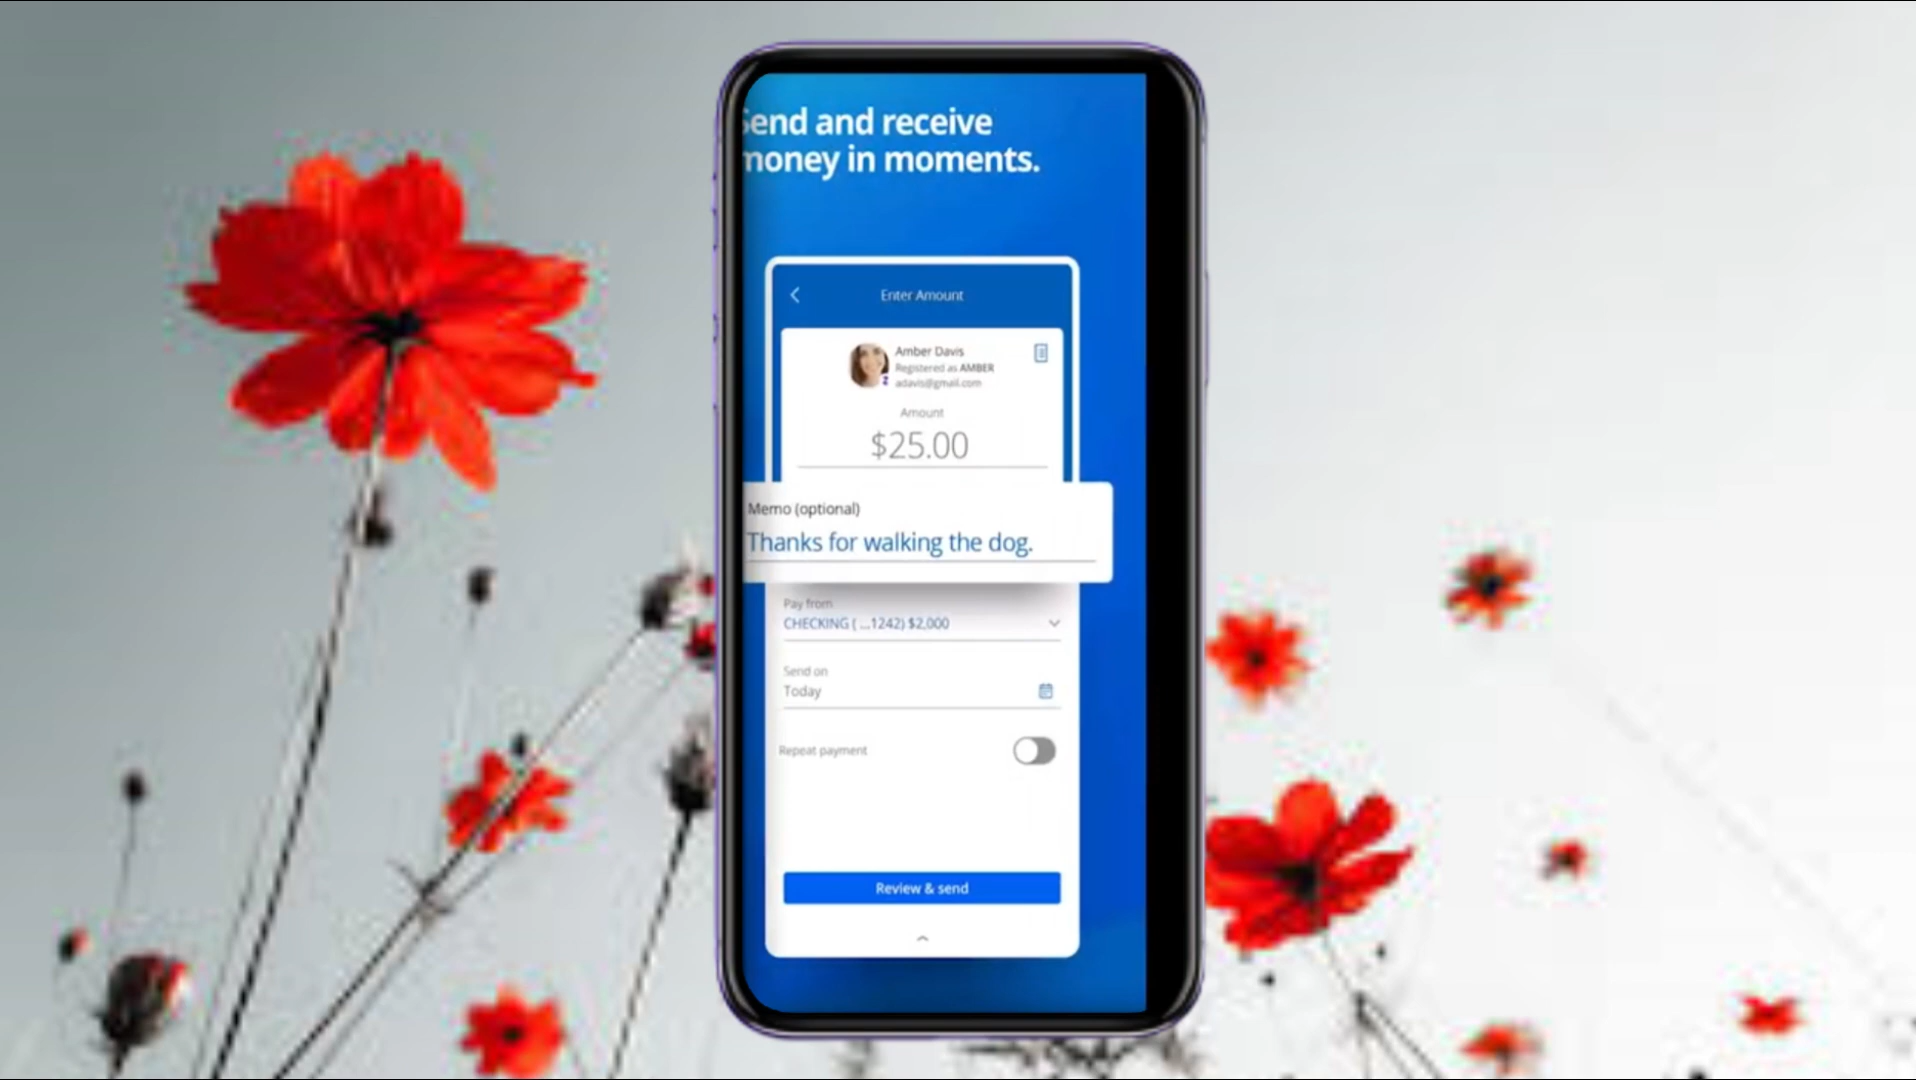 Send and receive
money in moments.
Enter Amount
Amber Davis
Registered as AMBER
adavis@gmail.com
Amount
$25.00
Memo (optional)
Thanks for walking the dog.
Pay from
CHECKING ( ...1242) $2,000
Send on
Today
Repeat payment
Review & send